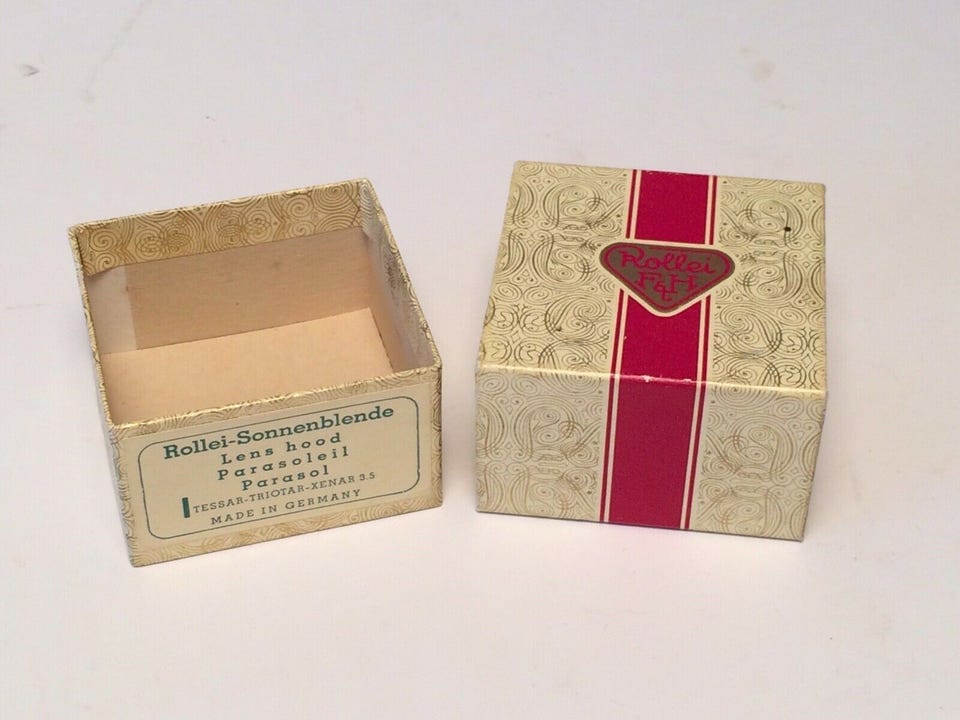 Rollei-Sonnenblende
Lens hood
Parasoleil
Parasol
I TESSAR-TRIOTAR-XENAR 3.5
MADE IN GERMANY
Rollei
F&H